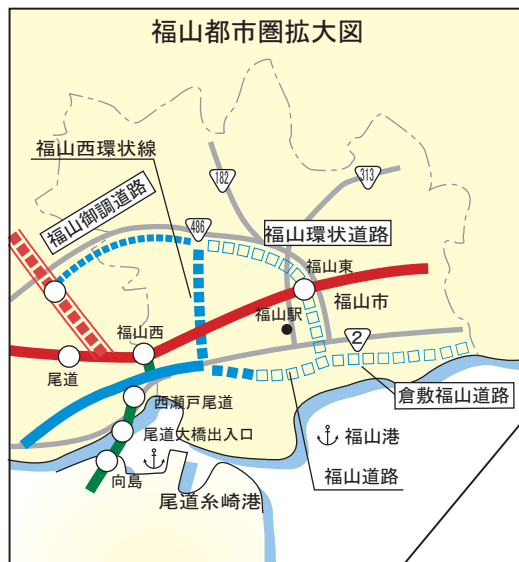 福山都市圏拡大図
福山西環状線
182
313
福山御調道路
486
福山環状道路
福山東
福山市
福山駅
福山西
2
尾道
西瀬戸尾道
倉敷福山道路
尾道大橋出入口
福山港
向島
福山道路
尾道糸崎港